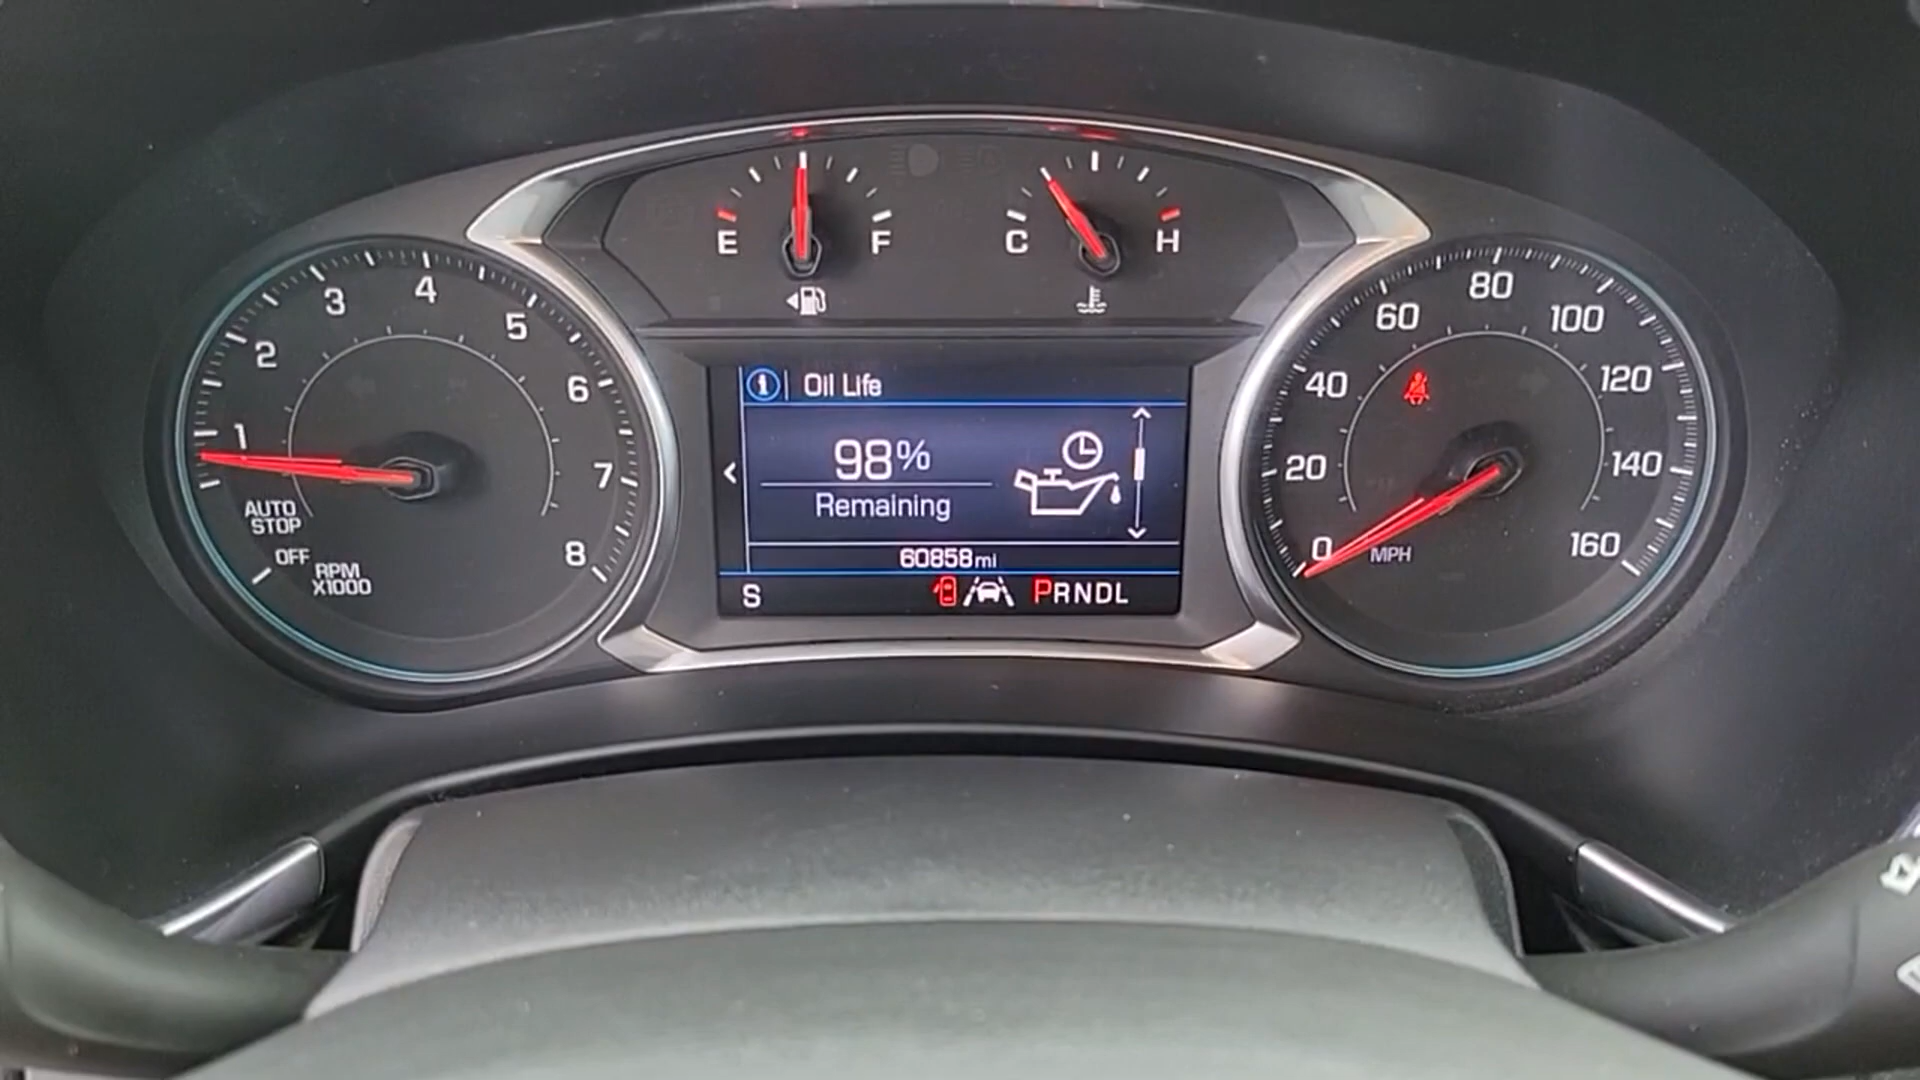 E F
C H
1 2 3 4 5 6 7 8
AUTO
STOP
OFF
RPM
X1000
Oil Life
98%
Remaining
60858mi
S PRNDL
0 20 40 60 80 100 120 140 160
MPH